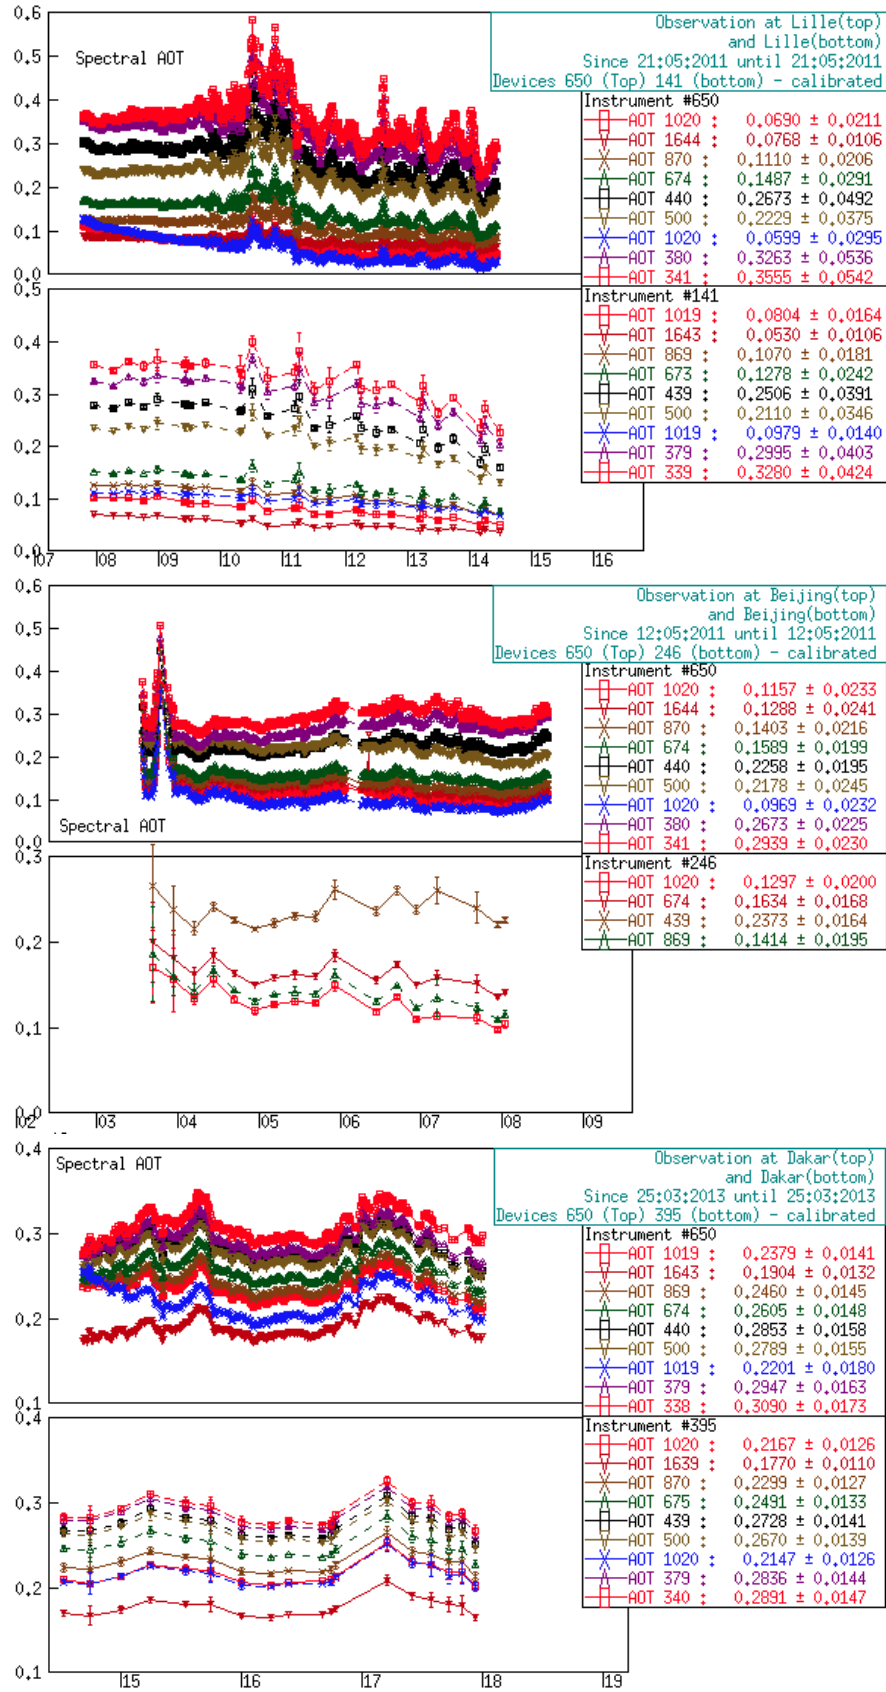 0.6
Observation at Lille(top)
and Lille(bottom)
Since 21:05:2011 until 21:05:2011
Devices 650 (Top) 141 (bottom) - calibrated
Spectral AOT
0.5
0.4
0.3
0.2
0.1
0.0
Instrument #650
AOT 1020 : 0.0690 ± 0.0211
AOT 1644 : 0.0768 ± 0.0106
AOT 870 : 0.1110 ± 0.0206
AOT 674 : 0.1487 ± 0.0291
AOT 440 : 0.2673 ± 0.0492
AOT 500 : 0.2229 ± 0.0375
AOT 1020 : 0.0599 ± 0.0295
AOT 380 : 0.3263 ± 0.0536
AOT 341 : 0.3555 ± 0.0542
0.5
0.4
0.3
0.2
0.1
0.0
Instrument #141
AOT 1019 : 0.0804 ± 0.0164
AOT 1643 : 0.0530 ± 0.0106
AOT 869 : 0.1070 ± 0.0181
AOT 673 : 0.1278 ± 0.0242
AOT 439 : 0.2506 ± 0.0391
AOT 500 : 0.2110 ± 0.0346
AOT 1019 : 0.0979 ± 0.0140
AOT 379 : 0.2995 ± 0.0403
AOT 339 : 0.3280 ± 0.0424
|07 |08 |09 |10 |11 |12 |13 |14 |15 |16
0.6
Observation at Beijing(top)
and Beijing(bottom)
Since 12:05:2011 until 12:05:2011
Devices 650 (Top) 246 (bottom) - calibrated
0.5
0.4
0.3
0.2
0.1
0.0
Spectral AOT
Instrument #650
AOT 1020 : 0.1157 ± 0.0233
AOT 1644 : 0.1288 ± 0.0241
AOT 870 : 0.1403 ± 0.0216
AOT 674 : 0.1589 ± 0.0199
AOT 440 : 0.2258 ± 0.0195
AOT 500 : 0.2178 ± 0.0245
AOT 1020 : 0.0969 ± 0.0232
AOT 380 : 0.2673 ± 0.0225
AOT 341 : 0.2939 ± 0.0230
0.3
0.2
0.1
0.0
Instrument #246
AOT 1020 : 0.1297 ± 0.0200
AOT 674 : 0.1634 ± 0.0168
AOT 439 : 0.2373 ± 0.0164
AOT 869 : 0.1414 ± 0.0195
|02 |03 |04 |05 |06 |07 |08 |09
0.4
Spectral AOT
Observation at Dakar(top)
and Dakar(bottom)
Since 25:03:2013 until 25:03:2013
Devices 650 (Top) 395 (bottom) - calibrated
0.3
0.2
0.1
Instrument #650
AOT 1019 : 0.2379 ± 0.0141
AOT 1643 : 0.1904 ± 0.0132
AOT 869 : 0.2460 ± 0.0145
AOT 674 : 0.2605 ± 0.0148
AOT 440 : 0.2853 ± 0.0158
AOT 500 : 0.2789 ± 0.0155
AOT 1019 : 0.2201 ± 0.0180
AOT 379 : 0.2947 ± 0.0163
AOT 338 : 0.3090 ± 0.0173
0.4
0.3
0.2
0.1
Instrument #395
AOT 1020 : 0.2167 ± 0.0126
AOT 1639 : 0.1770 ± 0.0110
AOT 870 : 0.2299 ± 0.0127
AOT 675 : 0.2491 ± 0.0133
AOT 439 : 0.2728 ± 0.0141
AOT 500 : 0.2670 ± 0.0139
AOT 1020 : 0.2147 ± 0.0126
AOT 379 : 0.2836 ± 0.0144
AOT 340 : 0.2891 ± 0.0147
|15 |16 |17 |18 |19